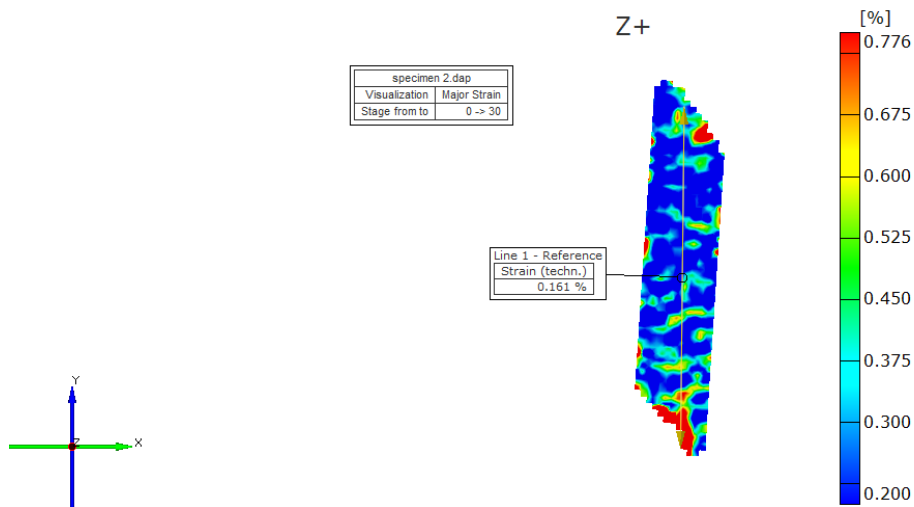 [%]
Z+
0.776
specimen 2.dap
Visualization Major Strain
Stage from to 0 -> 30
0.675
0.600
0.525
Line 1 - Reference
Strain (techn.)
0.161 %
0.450
0.375
Y
0.300
Z
X
0.200